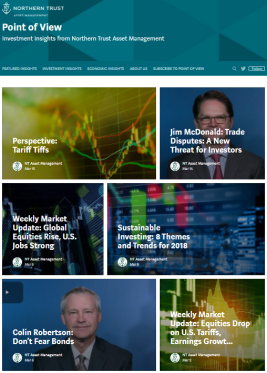 NORTHERN TRUST
ASSET MANAGEMENT
Point of View
Investment Insights from Northern Trust Asset Management
FEATURED INSIGHTS
INVESTMENT INSIGHTS
ECONOMIC INSIGHTS
ABOUT US
SUBSCRIBE TO POINT OF VIEW
Follow
Perspective:
Tariff Tiffs
NT Asset Management
Jim McDonald: Trade
Disputes: A New
Threat for Investors
NT Asset Management
Weekly Market
Update: Global
Equities Rise, U.S.
Jobs Strong
NT Asset Management
Sustainable
Investing: 8 Themes
and Trends for 2018
NT Asset Management
Colin Robertson:
Don't Fear Bonds
NT Asset Management
Weekly Market
Update: Equities Drop
on U.S. Tariffs,
Earnings Growt...
NT Asset Management